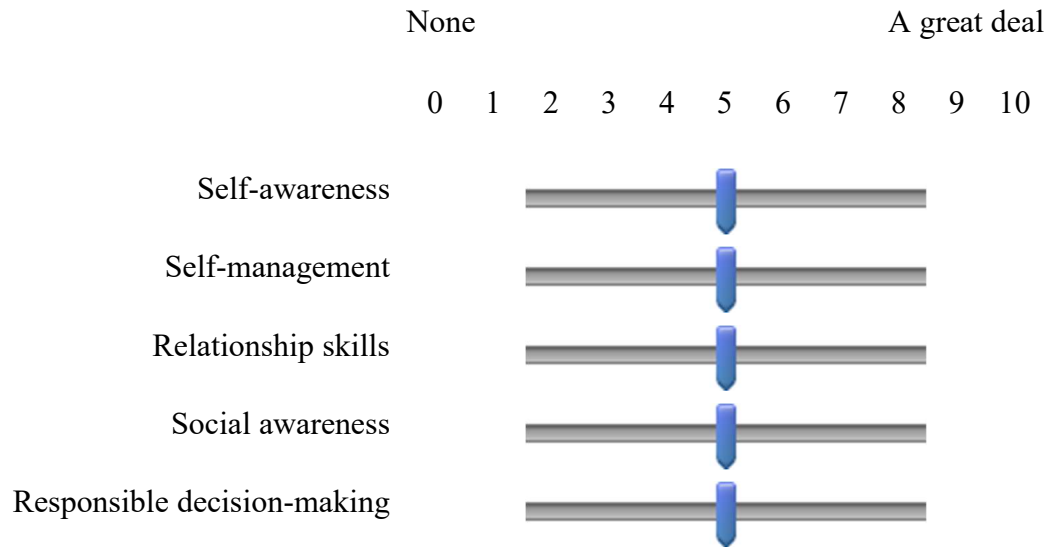 None A great deal
0 1 2 3 4 5 6 7 8 9 10
Self-awareness
Self-management
Relationship skills
Social awareness
Responsible decision-making